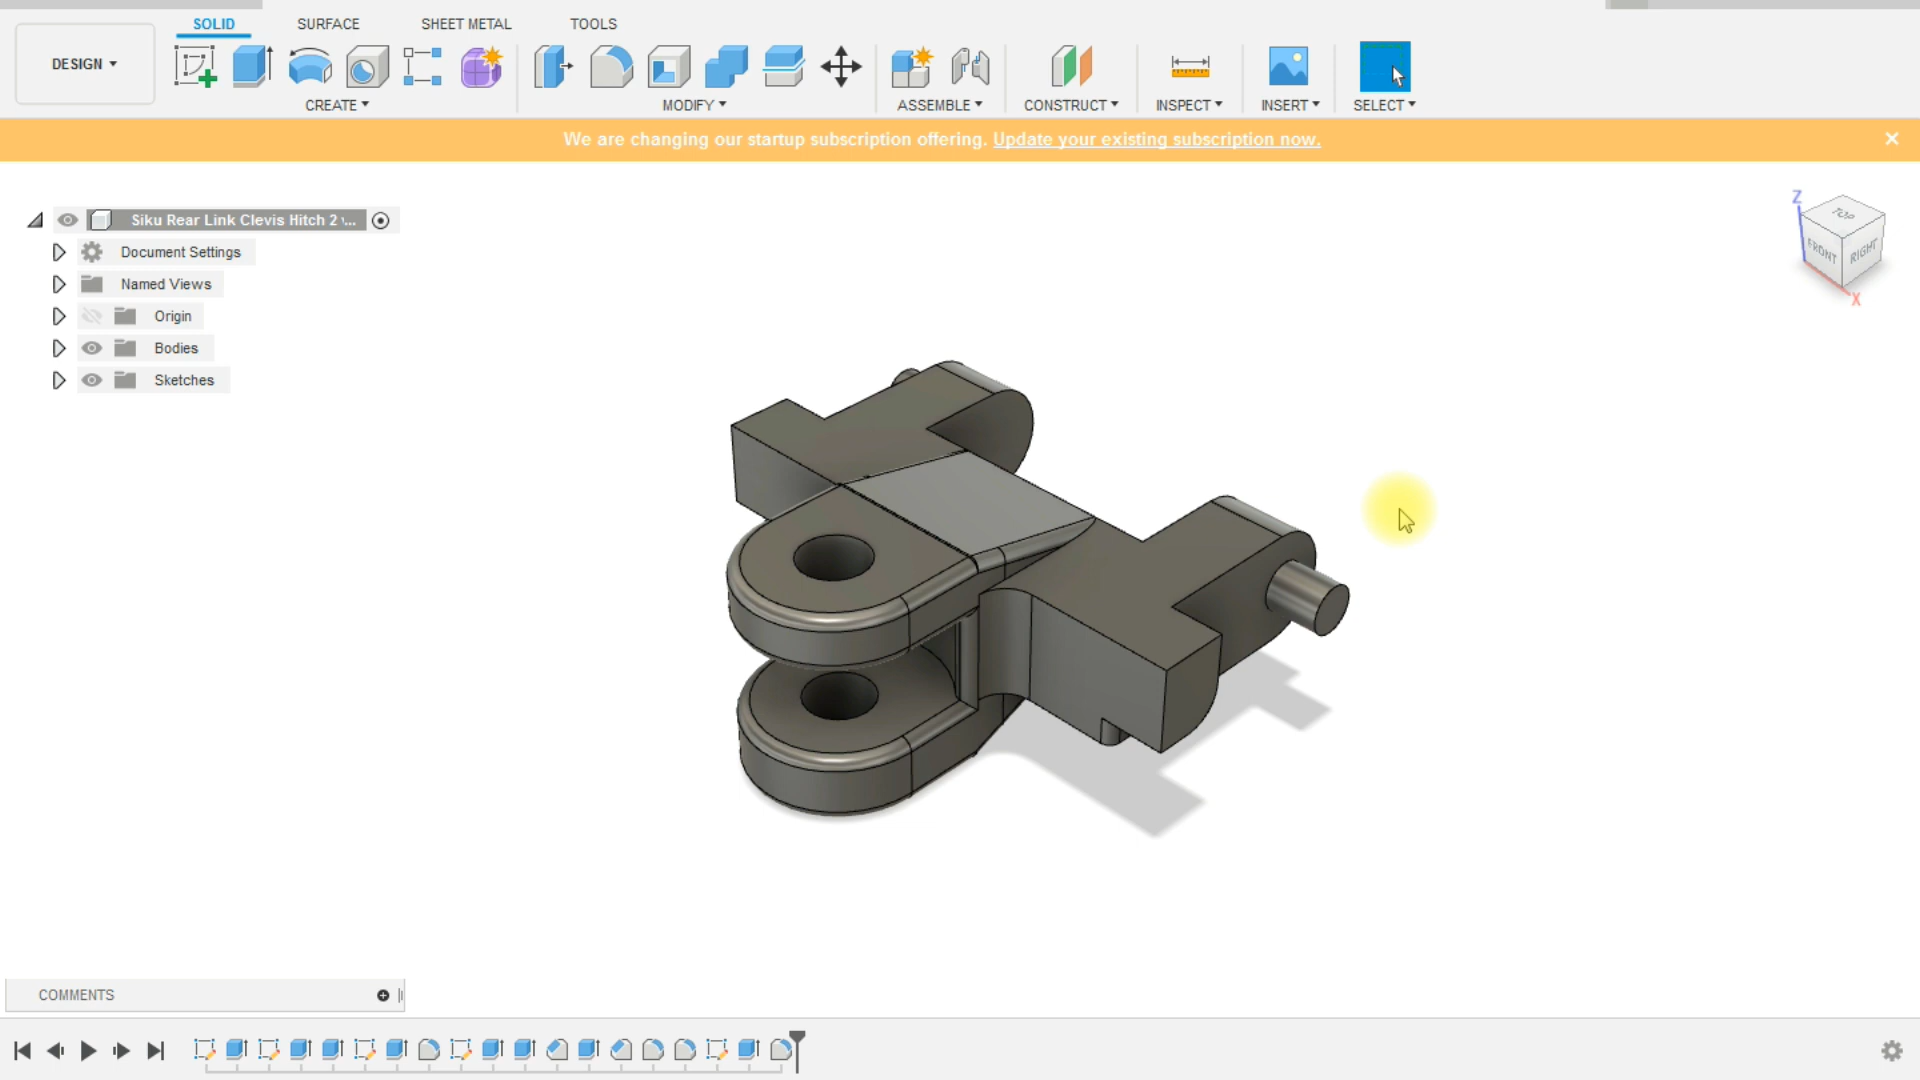 SOLID SURFACE SHEET METAL TOOLS
DESIGN
CREATE MODIFY ASSEMBLE CONSTRUCT INSPECT INSERT SELECT
We are changing our startup subscription offering. Update your existing subscription now.
Siku Rear Link Clevis Hitch 2 v...
Document Settings
Named Views
Origin
Bodies
Sketches
Z
TOP
FRONT RIGHT
X
COMMENTS